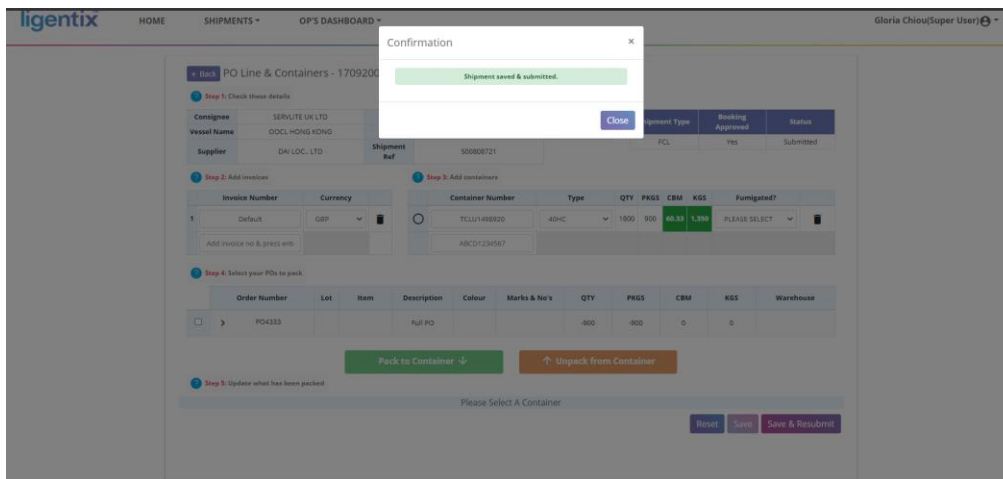 ligentix
HOME
SHIPMENTS
OP'S DASHBOARD
Gloria Chiou(Super User)
Confirmation
×
Shipment saved & submitted.
Close
« Back
PO Line & Containers - 1709200
? Step 1: Check these details
Consignee SERVLITE UK LTD
Vessel Name OOCL HONG KONG
Supplier DAI LOC.. LTD Shipment Ref S00808721
Shipment Type Booking Approved Status
FCL Yes Submitted
? Step 2: Add invoices
Invoice Number Currency
1 Default GBP
Add invoice no & press ent
? Step 3: Add containers
Container Number Type QTY PKGS CBM KGS Fumigated?
40HC 1800 900 60.33 1,350 PLEASE SELECT
ABCD1234567
? Step 4: Select your POs to pack
Order Number Lot Item Description Colour Marks & No's QTY PKGS CBM KGS Warehouse
PO4333 Full PO -900 -900 0 0
Pack to Container ↓
↑ Unpack from Container
? Step 5: Update what has been packed
Please Select A Container
Reset Save Save & Resubmit